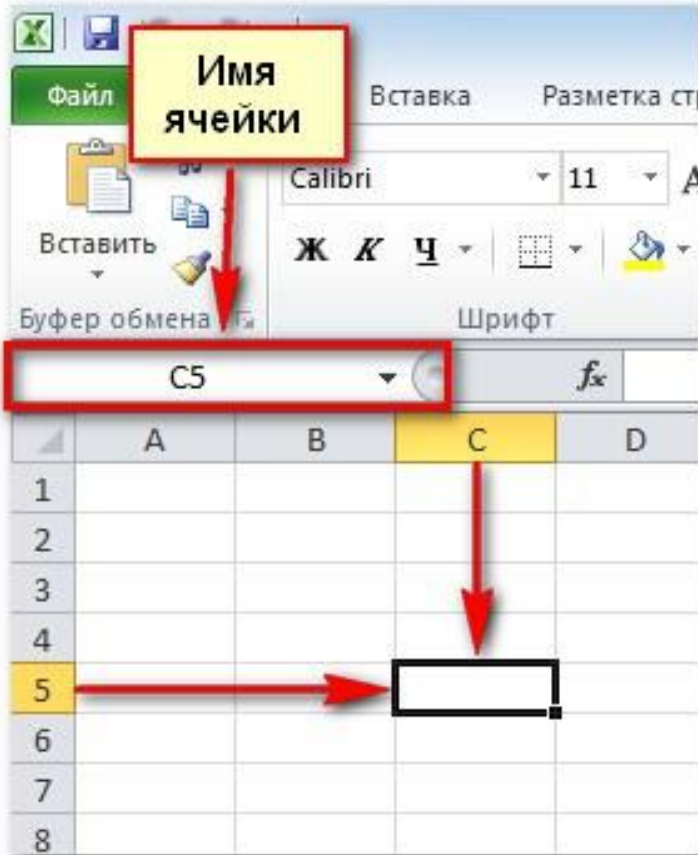 Имя
ячейки
Файл
Вставка
Разметка
Calibri
11
Вставить
Ж К Ч
Буфер обмена
Шрифт
C5
fx
A B C D
1
2
3
4
5
6
7
8